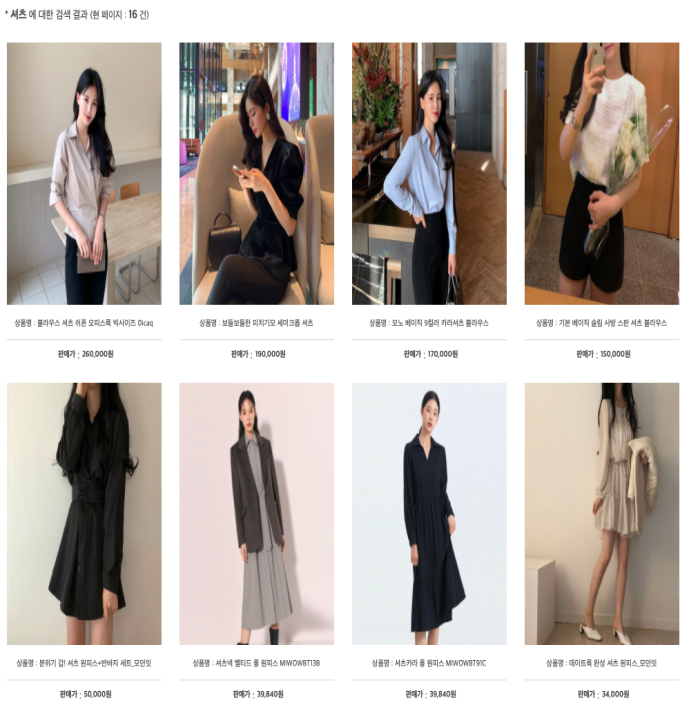 * 셔츠 에 대한 검색 결과 (현 페이지 : 16 건)
상품명 : 블라우스 셔츠 쉬폰 오피스룩 빅사이즈 Oicaq
판매가 : 260,000원
상품명 : 보들보들한 피치기모 세미크롭 셔츠
판매가 : 190,000원
상품명 : 모노 베이직 9컬러 카라셔츠 블라우스
판매가 : 170,000원
상품명 : 기본 베이직 슬림 사방 스판 셔츠 블라우스
판매가 : 150,000원
상품명 : 분위기 갑! 셔츠 원피스+반바지 세트_모던잇
판매가 : 50,000원
상품명 : 셔츠넥 벨티드 롱 원피스 MIWOWBT13B
판매가 : 39,840원
상품명 : 셔츠카라 롱 원피스 MIWOWBT91C
판매가 : 39,840원
상품명 : 데이트룩 완성 셔츠 원피스_모던잇
판매가 : 34,000원